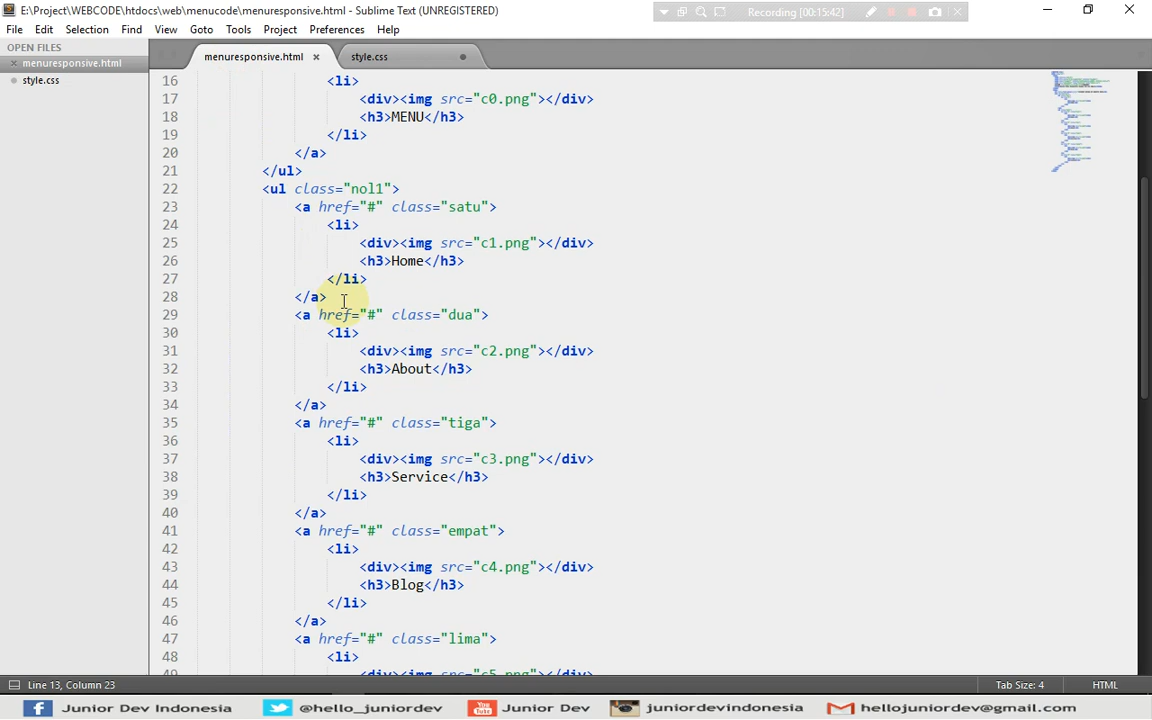 E:\Project\WEBCODE\htdocs\web\menucode\menuresponsive.html - Sublime Text (UNREGISTERED)
Recording [00:15:42]
File Edit Selection Find View Goto Tools Project Preferences Help
OPEN FILES
menuresponsive.html
style.css
menuresponsive.html
style.css
16 <li>
17 <div><img src="c0.png"></div>
18 <h3>MENU</h3>
19 </li>
20 </a>
21 </ul>
22 <ul class="nol1">
23 <a href="#" class="satu">
24 <li>
25 <div><img src="c1.png"></div>
26 <h3>Home</h3>
27 </li>
28 </a>
29 <a href="#" class="dua">
30 <li>
31 <div><img src="c2.png"></div>
32 <h3>About</h3>
33 </li>
34 </a>
35 <a href="#" class="tiga">
36 <li>
37 <div><img src="c3.png"></div>
38 <h3>Service</h3>
39 </li>
40 </a>
41 <a href="#" class="empat">
42 <li>
43 <div><img src="c4.png"></div>
44 <h3>Blog</h3>
45 </li>
46 </a>
47 <a href="#" class="lima">
48 <li>
49 <div><img src="c5.png"></div>
Line 13, Column 23
Tab Size: 4
HTML
Junior Dev Indonesia
@hello_juniordev
Junior Dev
juniordevindonesia
hellojuniordev@gmail.com